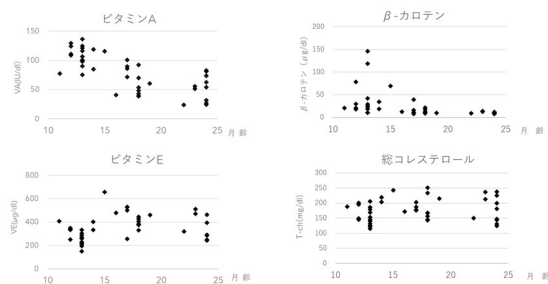 ビタミンA
VA(IU/dl)
150
100
50
0
10 15 20 25
月 齢
β-カロテン
β-カロテン（μg/dl）
200
150
100
50
0
10 15 20 25
月 齢
ビタミンE
VE(μg/dl)
800
600
400
200
0
10 15 20 25
月 齢
総コレステロール
T-ch(mg/dl)
300
250
200
150
100
50
0
10 15 20 25
月 齢